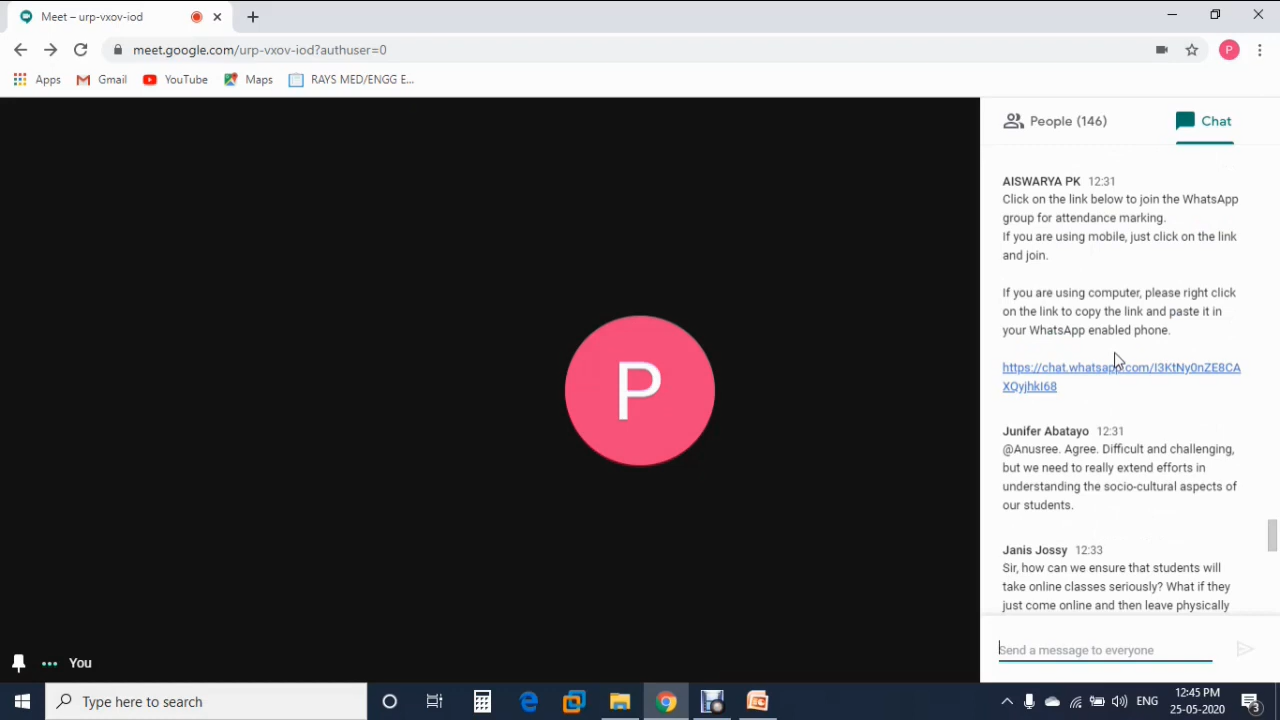 Meet – urp-vxov-iod
meet.google.com/urp-vxov-iod?authuser=0
P
Apps
Gmail
YouTube
Maps
RAYS MED/ENGG E...
People (146)
Chat
AISWARYA PK 12:31
Click on the link below to join the WhatsApp
group for attendance marking.
If you are using mobile, just click on the link
and join.
If you are using computer, please right click
on the link to copy the link and paste it in
your WhatsApp enabled phone.
https://chat.whatsapp.com/I3KtNy0nZE8CA
XQyjhkI68
Junifer Abatayo 12:31
@Anusree. Agree. Difficult and challenging,
but we need to really extend efforts in
understanding the socio-cultural aspects of
our students.
Janis Jossy 12:33
Sir, how can we ensure that students will
take online classes seriously? What if they
just come online and then leave physically
Send a message to everyone
P
You
Type here to search
ENG
12:45 PM
25-05-2020
3